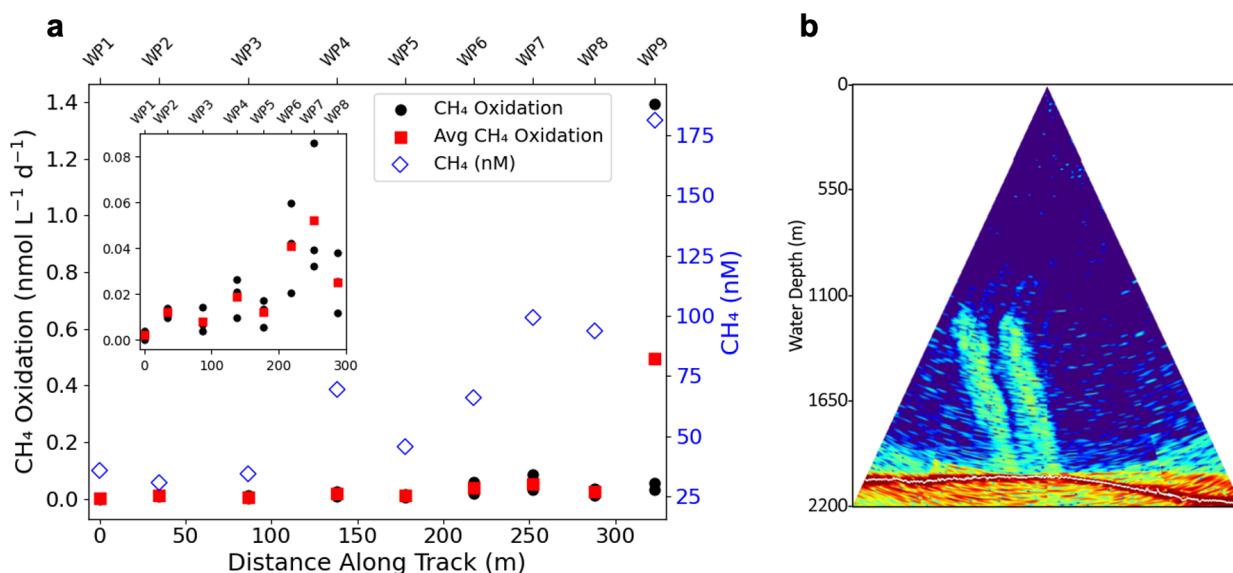 a
b
WP1 WP2 WP3 WP4 WP5 WP6 WP7 WP8 WP9
CH₄ Oxidation (nmol L⁻¹ d⁻¹)
1.4
1.2
1.0
0.8
0.6
0.4
0.2
0.0
WP1 WP2 WP3 WP4 WP5 WP6 WP7 WP8
0.08
0.06
0.04
0.02
0.00
0 100 200 300
CH₄ Oxidation
Avg CH₄ Oxidation
CH₄ (nM)
175
150
125
100
75
50
25
CH₄ (nM)
0 50 100 150 200 250 300
Distance Along Track (m)
Water Depth (m)
0
550
1100
1650
2200